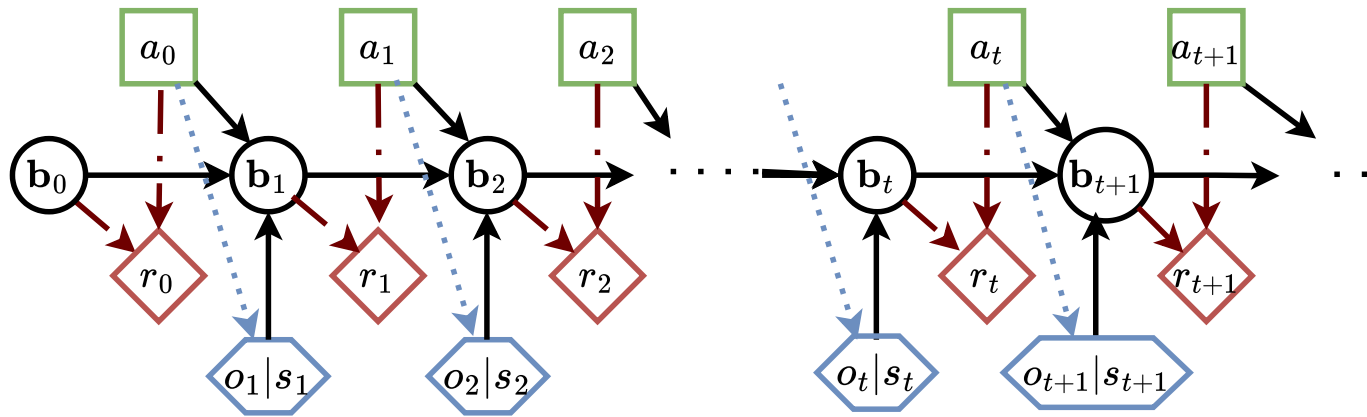 a_0 a_1 a_2 a_t a_{t+1}
b_0 b_1 b_2 . . . . . b_t b_{t+1} . .
r_0 r_1 r_2 r_t r_{t+1}
o_1|s_1 o_2|s_2 o_t|s_t o_{t+1}|s_{t+1}